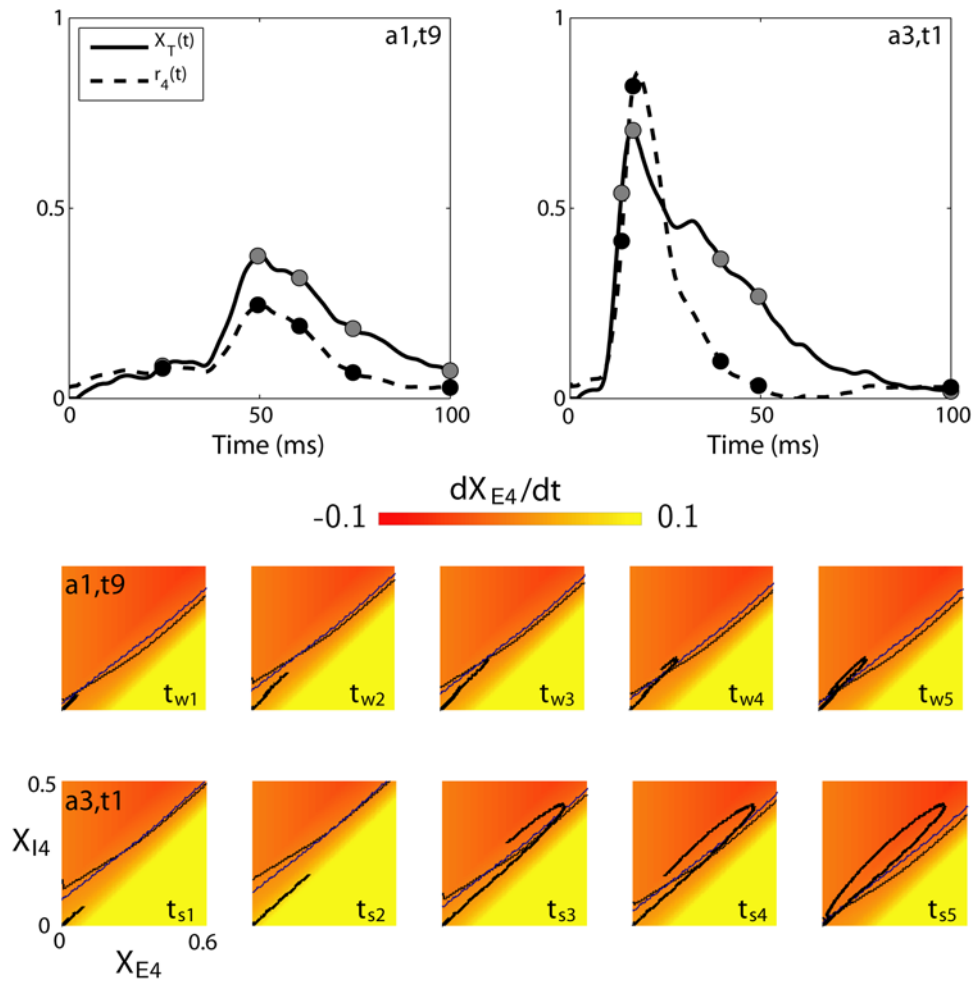 1
X_T(t)
r_4(t)
a1,t9
0.5
0
0
50
100
Time (ms)
1
a3,t1
0.5
0
0
50
100
Time (ms)
dX_E4/dt
-0.1
0.1
a1,t9
t_w1
t_w2
t_w3
t_w4
t_w5
0.5
a3,t1
X_I4
t_s1
t_s2
t_s3
t_s4
t_s5
0
0
0.6
X_E4